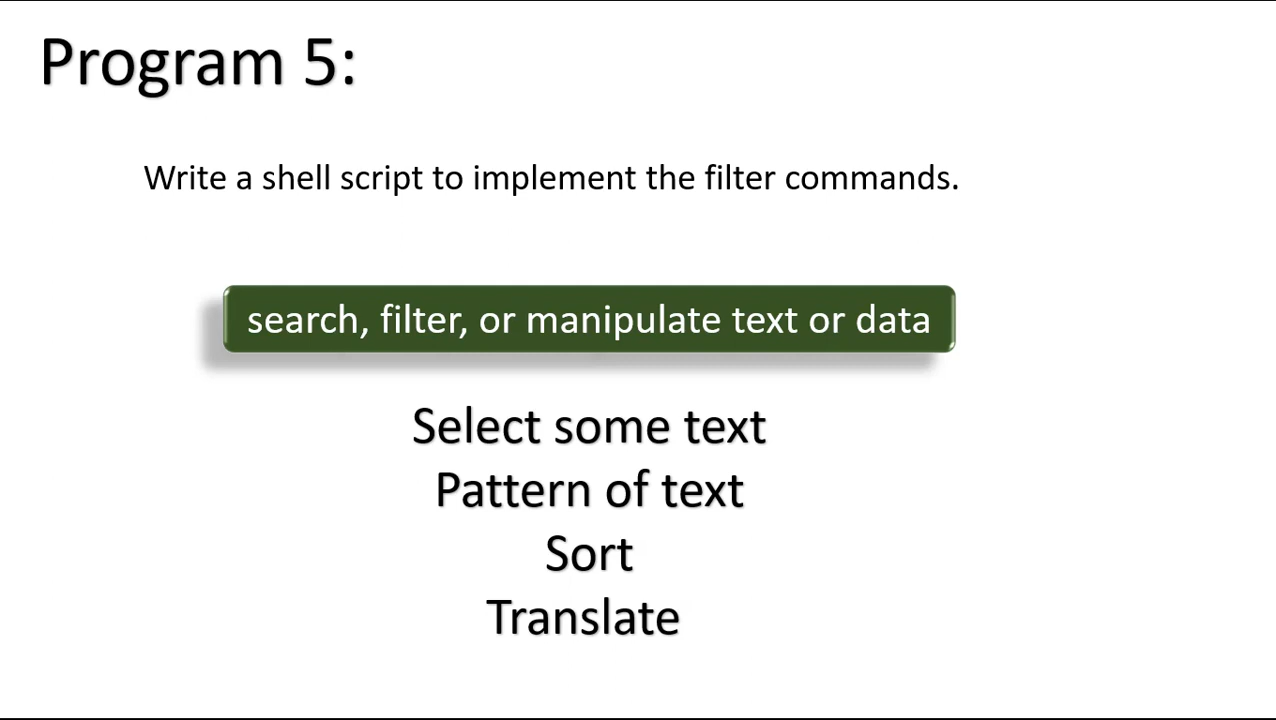 Program 5:
Write a shell script to implement the filter commands.
search, filter, or manipulate text or data
Select some text
Pattern of text
Sort
Translate